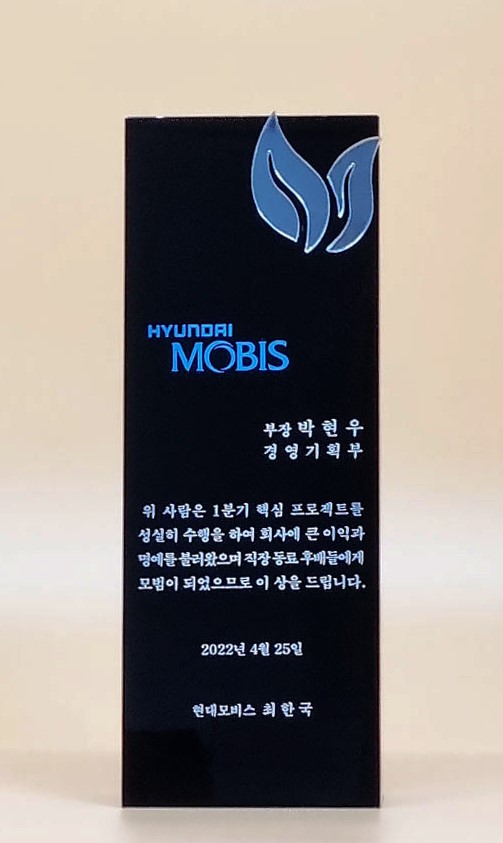 HYUNDAI
MOBIS
부장 박 현 우
경 영 기 획 부
위 사람은 1분기 핵심 프로젝트를
성실히 수행을 하여 회사에 큰 이익과
명예를 불러왔으며 직장 동료 후배들에게
모범이 되었으므로 이 상을 드립니다.
2022년 4월 25일
현대모비스 최 한 국